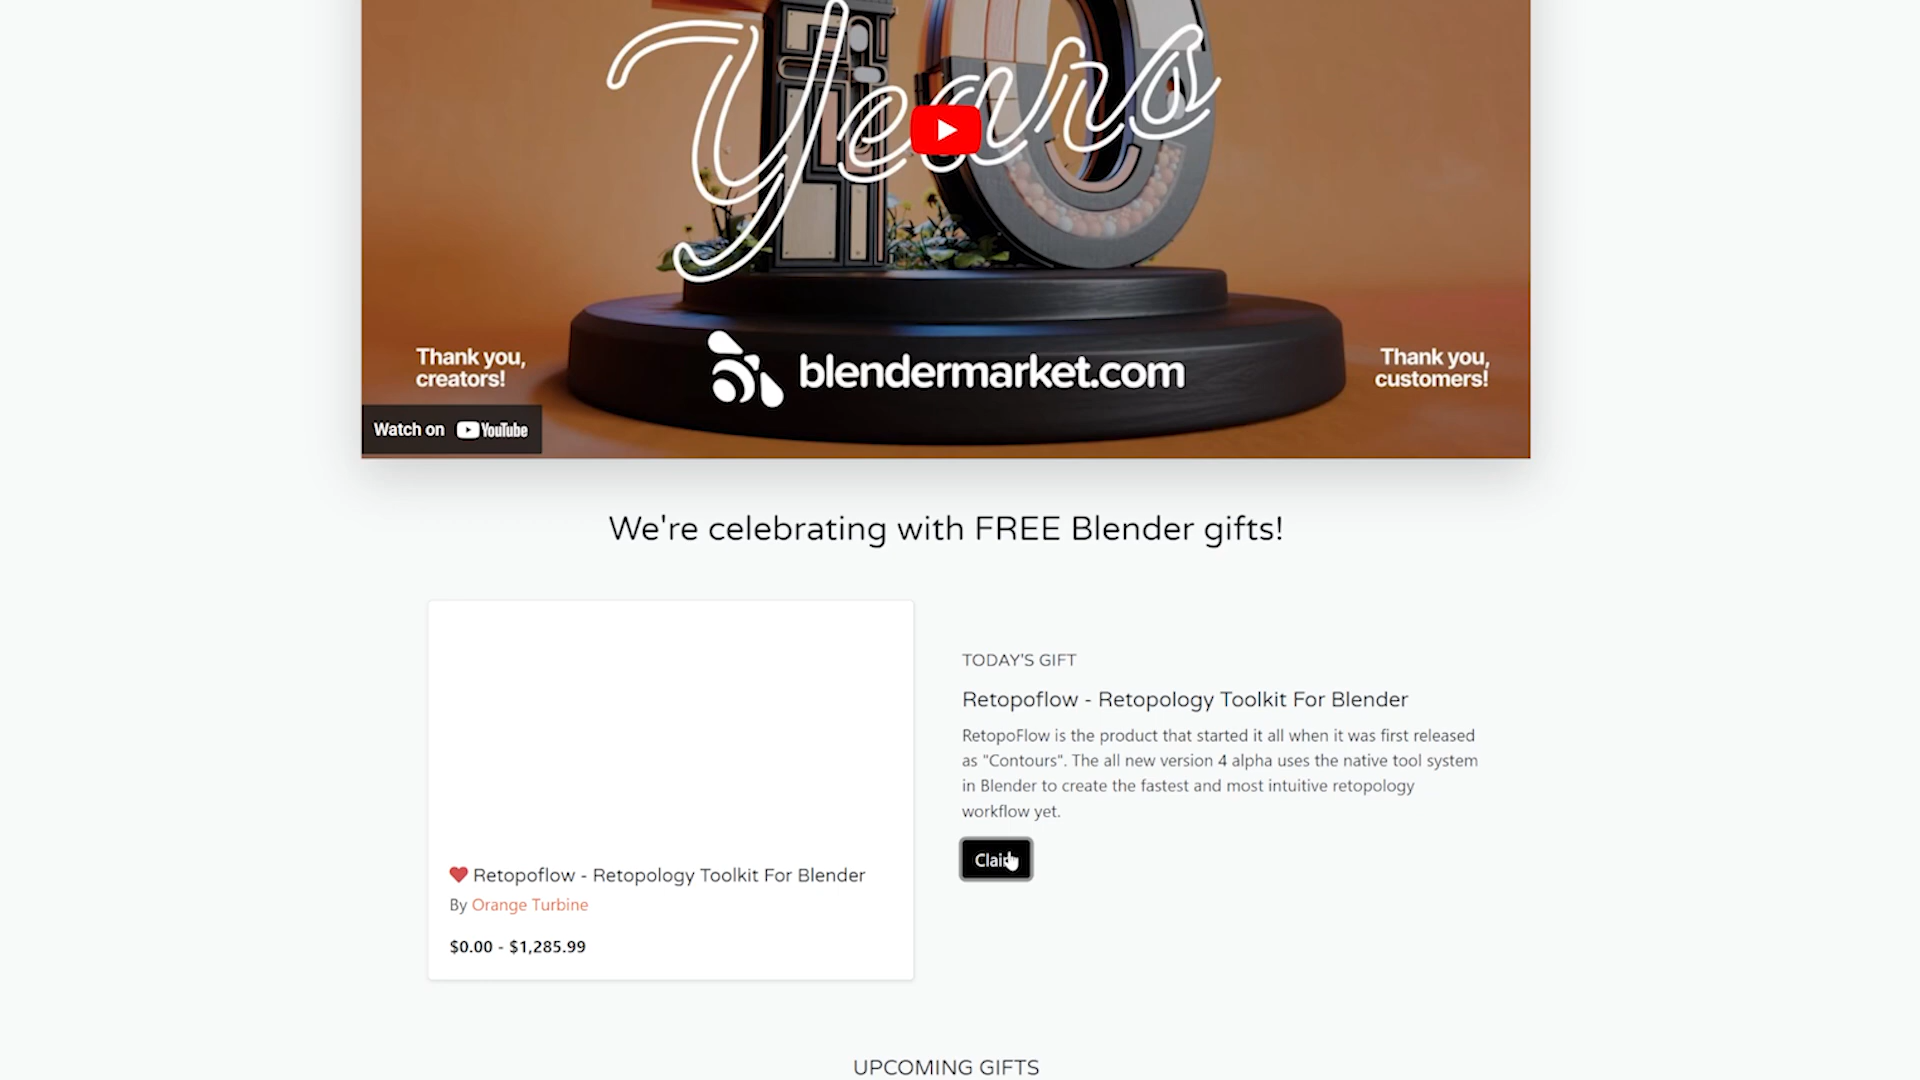 10
Years
Thank you,
creators!
blendermarket.com
Thank you,
customers!
Watch on YouTube
We're celebrating with FREE Blender gifts!
TODAY'S GIFT
Retopoflow - Retopology Toolkit For Blender
RetopoFlow is the product that started it all when it was first released
as "Contours". The all new version 4 alpha uses the native tool system
in Blender to create the fastest and most intuitive retopology
workflow yet.
Claim
Retopoflow - Retopology Toolkit For Blender
By Orange Turbine
$0.00 - $1,285.99
UPCOMING GIFTS